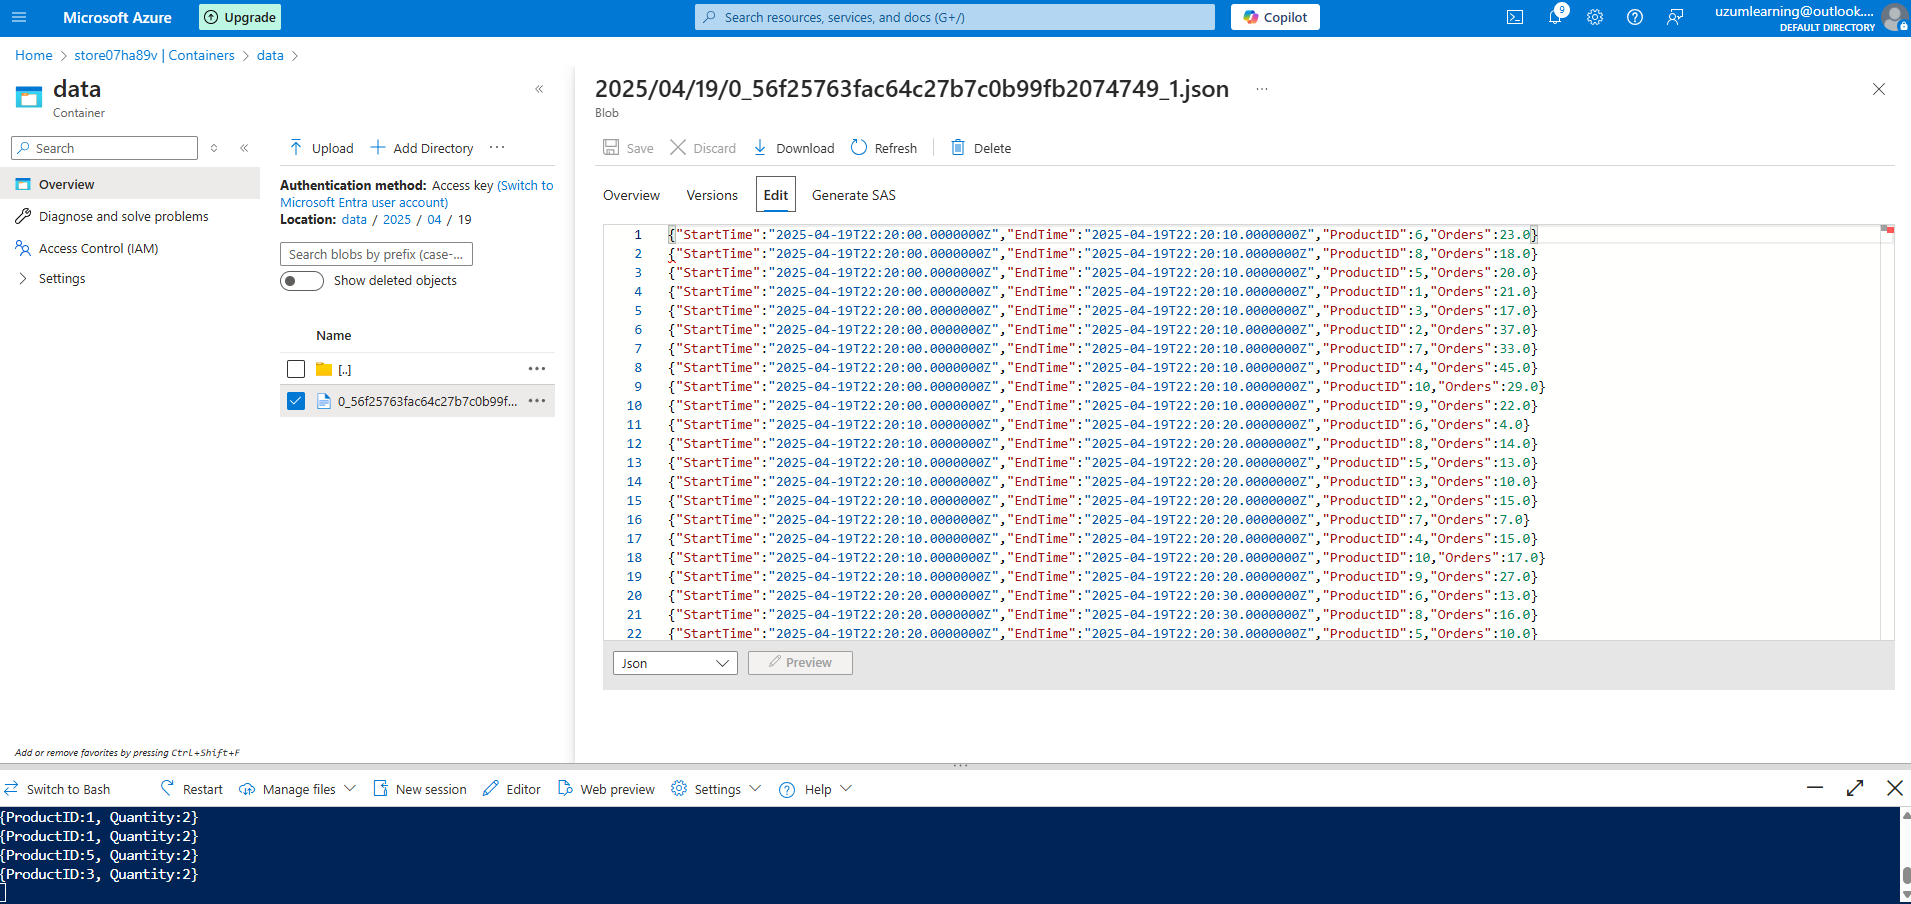 Microsoft Azure
Upgrade
Search resources, services, and docs (G+/)
Copilot
9
uzumlearning@outlook....
DEFAULT DIRECTORY
Home > store07ha89v | Containers > data >
data
Container
Search
Overview
Diagnose and solve problems
Access Control (IAM)
Settings
Add or remove favorites by pressing Ctrl+Shift+F
Upload
Add Directory
Authentication method: Access key (Switch to
Microsoft Entra user account)
Location: data / 2025 / 04 / 19
Search blobs by prefix (case-...
Show deleted objects
Name
[..]
0_56f25763fac64c27b7c0b99f...
2025/04/19/0_56f25763fac64c27b7c0b99fb2074749_1.json
Blob
Save
Discard
Download
Refresh
Delete
Overview
Versions
Edit
Generate SAS
1 {"StartTime":"2025-04-19T22:20:00.0000000Z","EndTime":"2025-04-19T22:20:10.0000000Z","ProductID":6,"Orders":23.0}
2 {"StartTime":"2025-04-19T22:20:00.0000000Z","EndTime":"2025-04-19T22:20:10.0000000Z","ProductID":8,"Orders":18.0}
3 {"StartTime":"2025-04-19T22:20:00.0000000Z","EndTime":"2025-04-19T22:20:10.0000000Z","ProductID":5,"Orders":20.0}
4 {"StartTime":"2025-04-19T22:20:00.0000000Z","EndTime":"2025-04-19T22:20:10.0000000Z","ProductID":1,"Orders":21.0}
5 {"StartTime":"2025-04-19T22:20:00.0000000Z","EndTime":"2025-04-19T22:20:10.0000000Z","ProductID":3,"Orders":17.0}
6 {"StartTime":"2025-04-19T22:20:00.0000000Z","EndTime":"2025-04-19T22:20:10.0000000Z","ProductID":2,"Orders":37.0}
7 {"StartTime":"2025-04-19T22:20:00.0000000Z","EndTime":"2025-04-19T22:20:10.0000000Z","ProductID":7,"Orders":33.0}
8 {"StartTime":"2025-04-19T22:20:00.0000000Z","EndTime":"2025-04-19T22:20:10.0000000Z","ProductID":4,"Orders":45.0}
9 {"StartTime":"2025-04-19T22:20:00.0000000Z","EndTime":"2025-04-19T22:20:10.0000000Z","ProductID":10,"Orders":29.0}
10 {"StartTime":"2025-04-19T22:20:00.0000000Z","EndTime":"2025-04-19T22:20:10.0000000Z","ProductID":9,"Orders":22.0}
11 {"StartTime":"2025-04-19T22:20:10.0000000Z","EndTime":"2025-04-19T22:20:20.0000000Z","ProductID":6,"Orders":4.0}
12 {"StartTime":"2025-04-19T22:20:10.0000000Z","EndTime":"2025-04-19T22:20:20.0000000Z","ProductID":8,"Orders":14.0}
13 {"StartTime":"2025-04-19T22:20:10.0000000Z","EndTime":"2025-04-19T22:20:20.0000000Z","ProductID":5,"Orders":13.0}
14 {"StartTime":"2025-04-19T22:20:10.0000000Z","EndTime":"2025-04-19T22:20:20.0000000Z","ProductID":3,"Orders":10.0}
15 {"StartTime":"2025-04-19T22:20:10.0000000Z","EndTime":"2025-04-19T22:20:20.0000000Z","ProductID":2,"Orders":15.0}
16 {"StartTime":"2025-04-19T22:20:10.0000000Z","EndTime":"2025-04-19T22:20:20.0000000Z","ProductID":7,"Orders":7.0}
17 {"StartTime":"2025-04-19T22:20:10.0000000Z","EndTime":"2025-04-19T22:20:20.0000000Z","ProductID":4,"Orders":15.0}
18 {"StartTime":"2025-04-19T22:20:10.0000000Z","EndTime":"2025-04-19T22:20:20.0000000Z","ProductID":10,"Orders":17.0}
19 {"StartTime":"2025-04-19T22:20:10.0000000Z","EndTime":"2025-04-19T22:20:20.0000000Z","ProductID":9,"Orders":27.0}
20 {"StartTime":"2025-04-19T22:20:20.0000000Z","EndTime":"2025-04-19T22:20:30.0000000Z","ProductID":6,"Orders":13.0}
21 {"StartTime":"2025-04-19T22:20:20.0000000Z","EndTime":"2025-04-19T22:20:30.0000000Z","ProductID":8,"Orders":16.0}
22 {"StartTime":"2025-04-19T22:20:20.0000000Z","EndTime":"2025-04-19T22:20:30.0000000Z","ProductID":5,"Orders":10.0}
Json
Preview
Switch to Bash
Restart
Manage files
New session
Editor
Web preview
Settings
Help
{ProductID:1, Quantity:2}
{ProductID:1, Quantity:2}
{ProductID:5, Quantity:2}
{ProductID:3, Quantity:2}